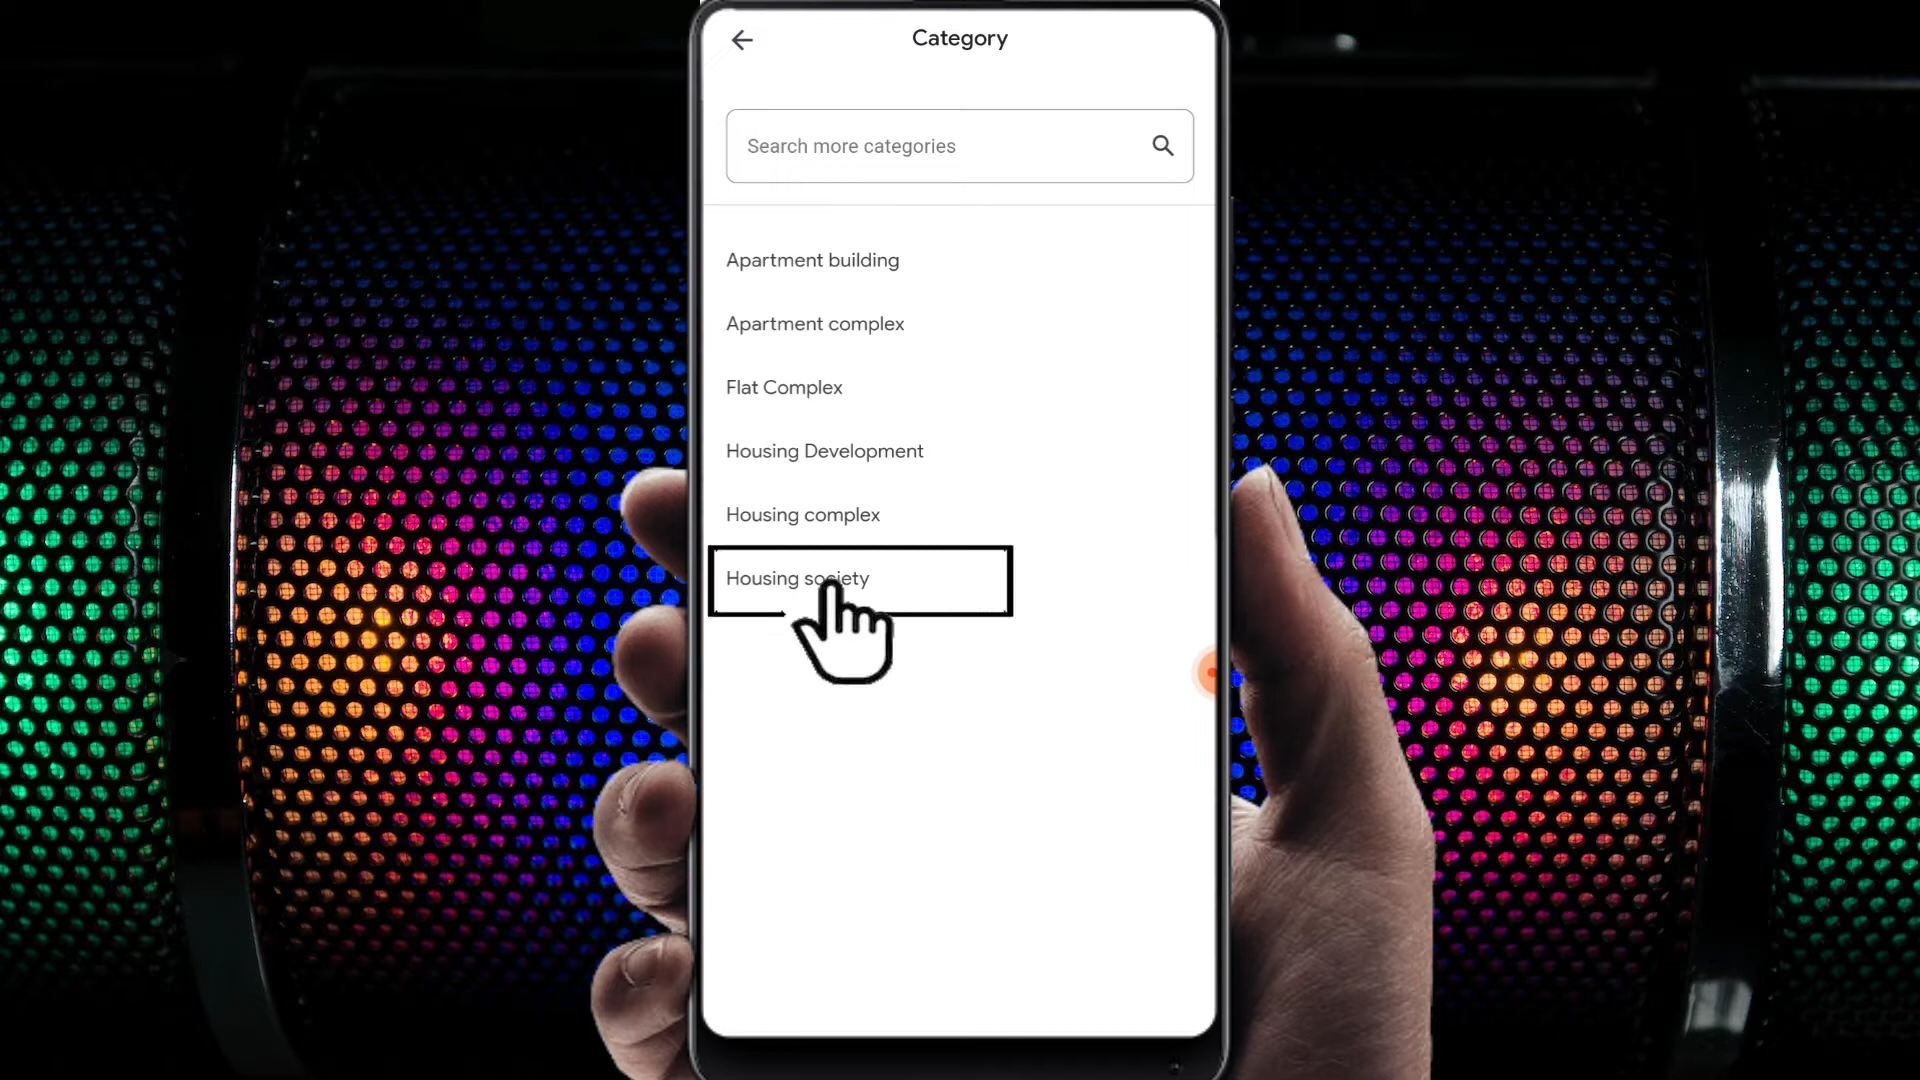 Category
Search more categories
Apartment building
Apartment complex
Flat Complex
Housing Development
Housing complex
Housing society